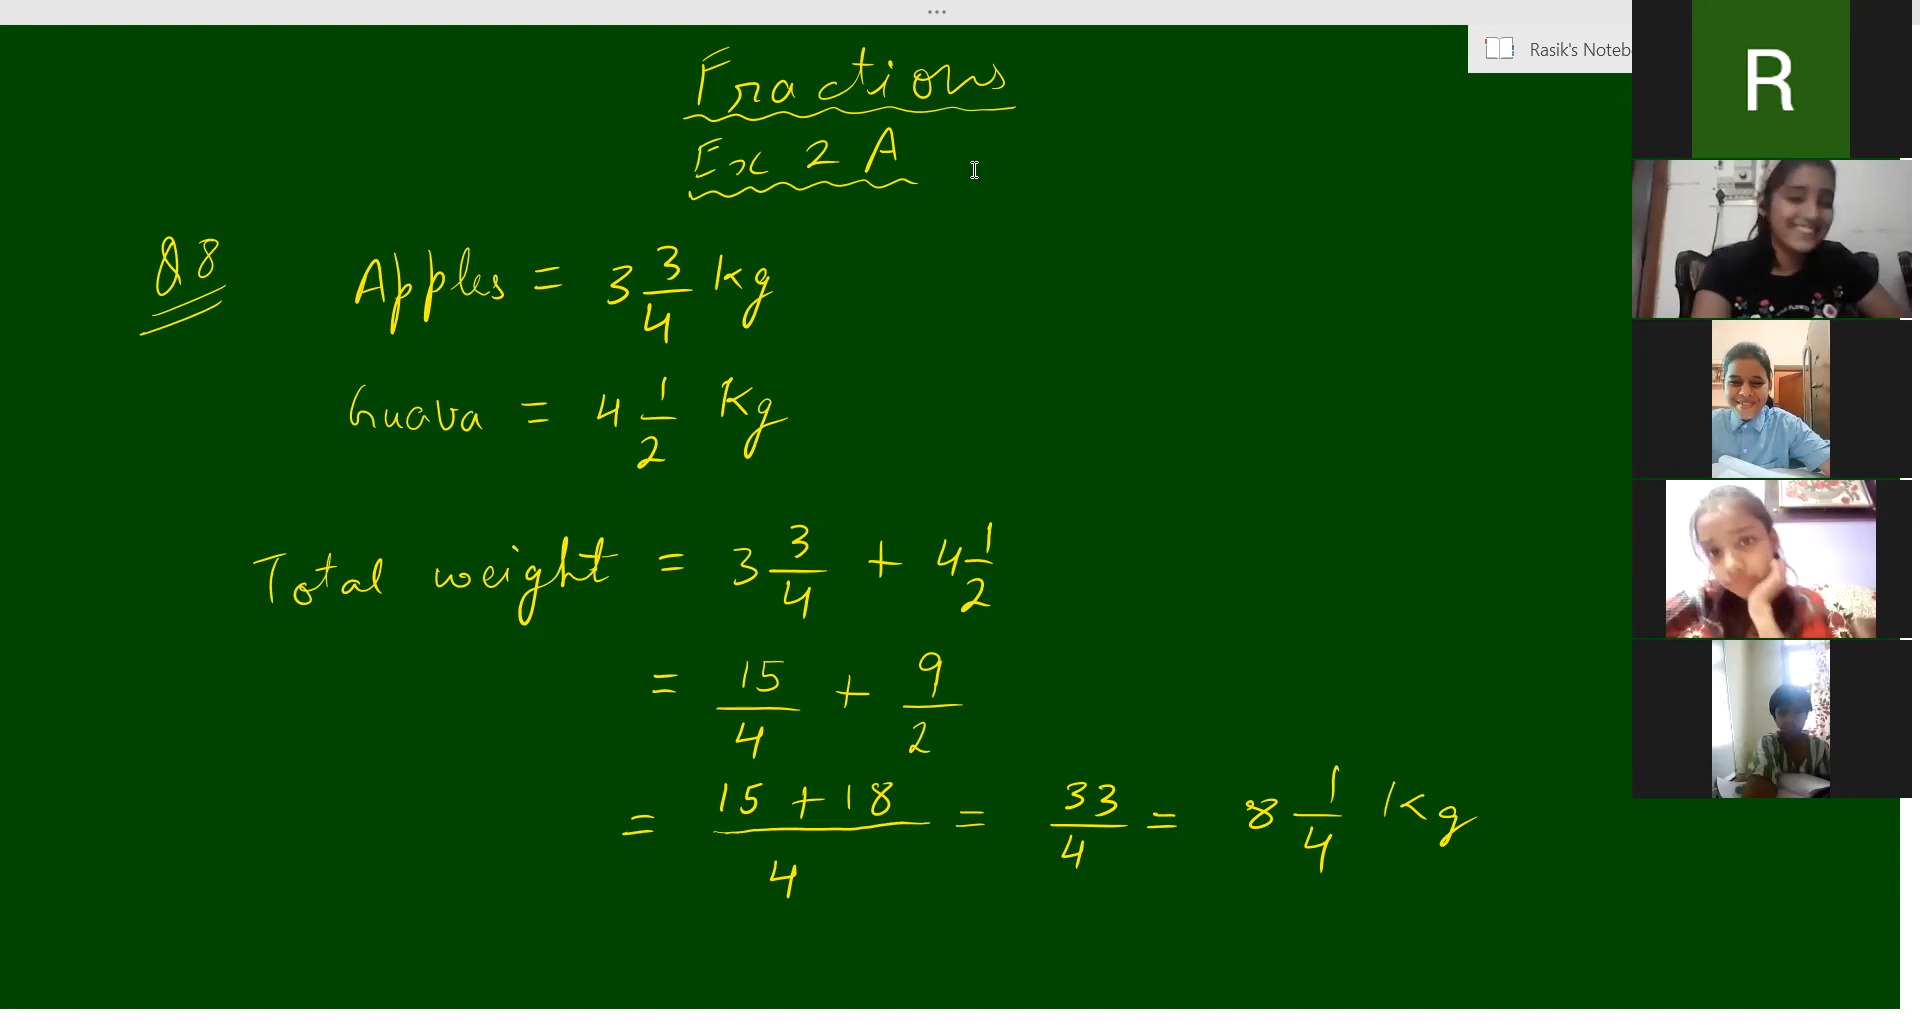 Rasik's Noteb
R
Fractions
Ex 2 A
Q8 Apples = 3 3/4 kg
Guava = 4 1/2 Kg
Total weight = 3 3/4 + 4 1/2
= 15/4 + 9/2
= 15 + 18/4 = 33/4 = 8 1/4 Kg